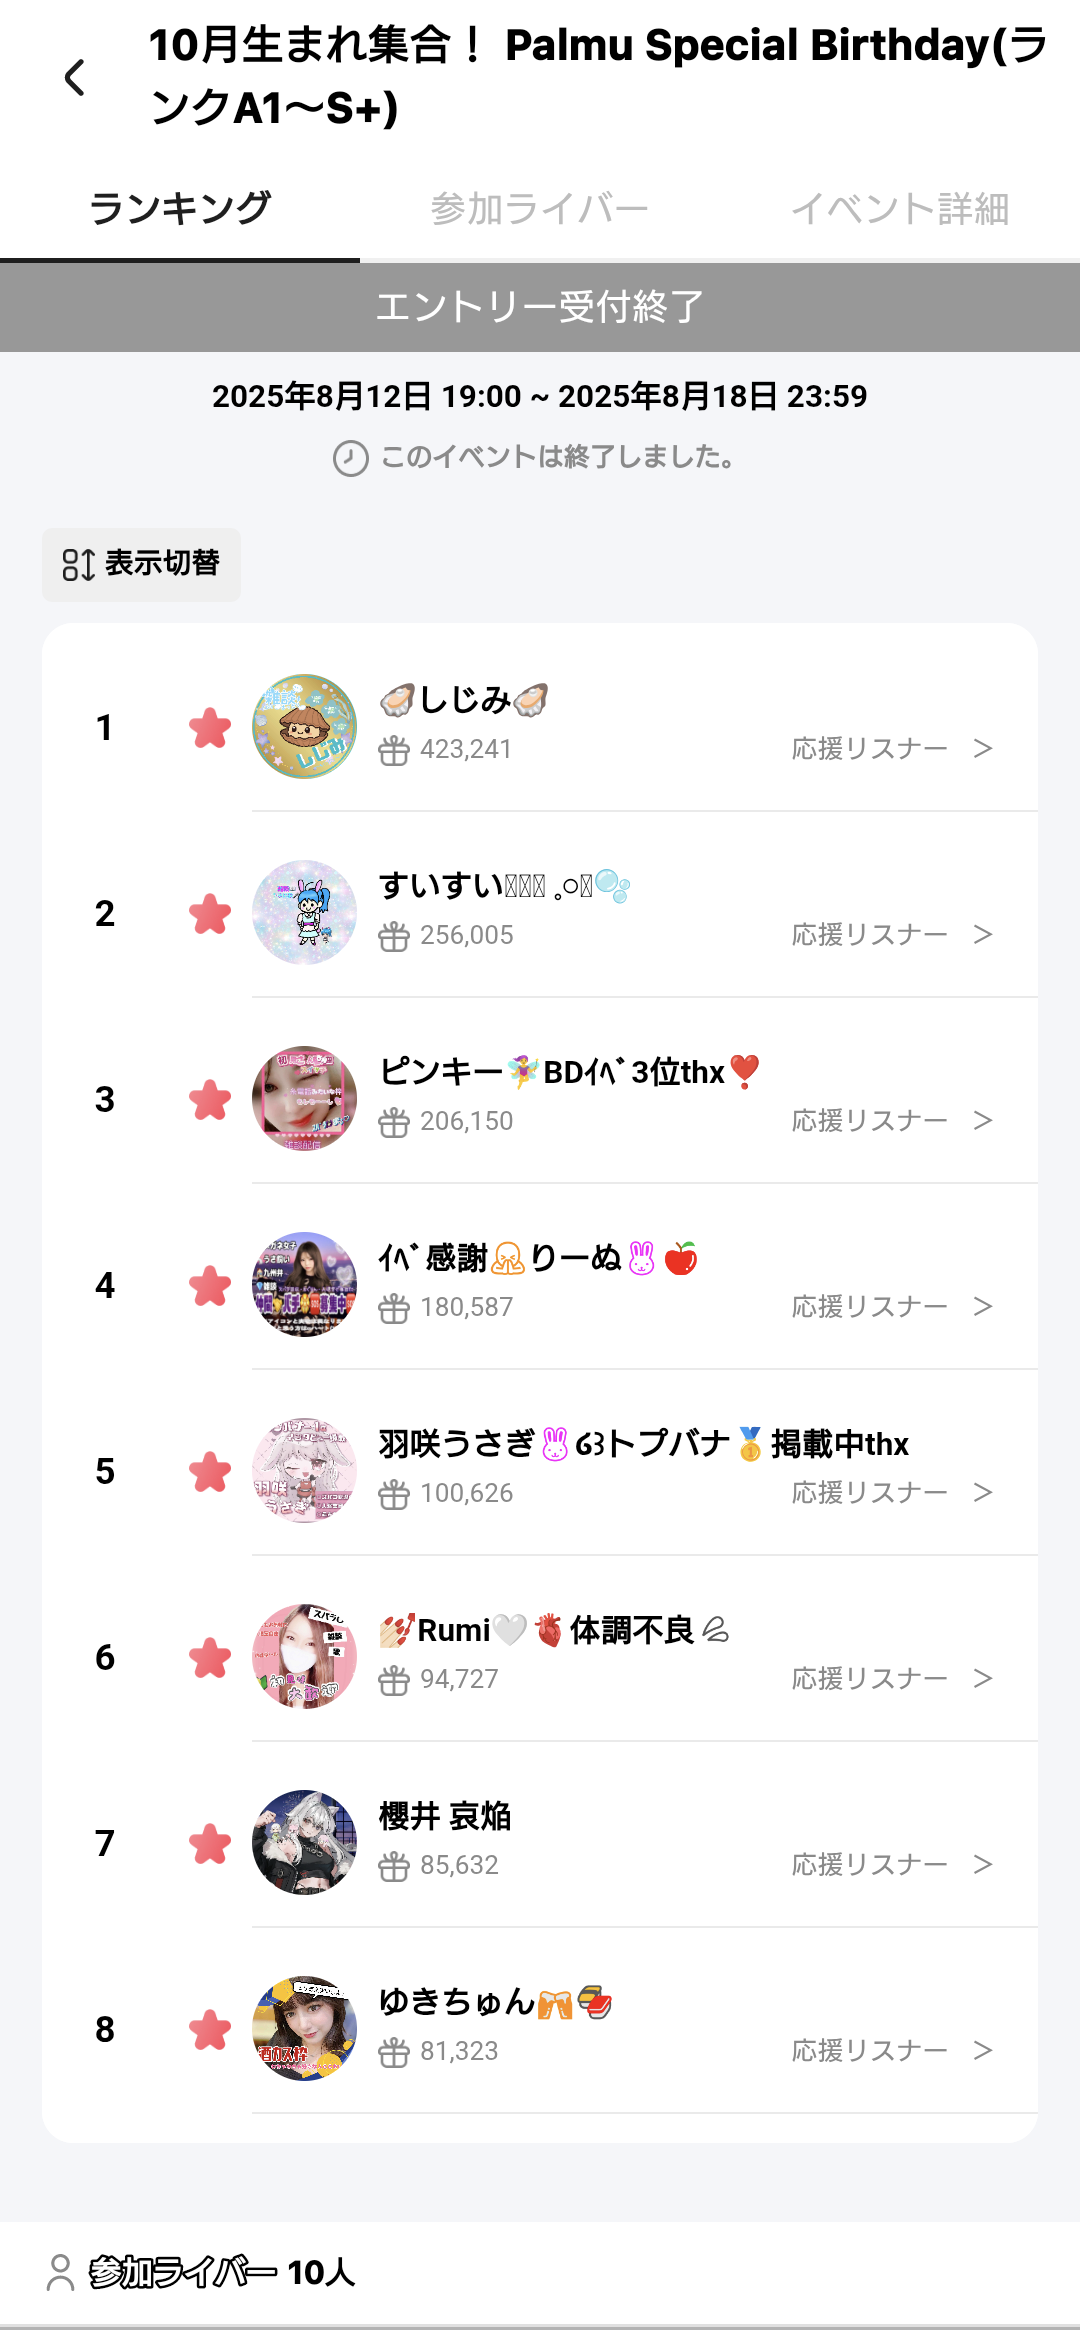 10月生まれ集合！ Palmu Special Birthday(ラ
ンクA1〜S+)
ランキング
参加ライバー
イベント詳細
エントリー受付終了
2025年8月12日 19:00 ~ 2025年8月18日 23:59
このイベントは終了しました。
表示切替
1
🦪しじみ🦪
423,241
応援リスナー >
2
すいすい 𓈒𓏸🫧
256,005
応援リスナー >
3
ピンキー🧚‍♀️BDｲﾍﾞ3位thx❣️
206,150
応援リスナー >
4
ｲﾍﾞ感謝🙇りーぬ🐰🍎
180,587
応援リスナー >
5
羽咲うさぎ🐰໒꒱トプバナ🥇掲載中thx
100,626
応援リスナー >
6
💅Rumi🤍🫀体調不良💦
94,727
応援リスナー >
7
櫻井 哀焔
85,632
応援リスナー >
8
ゆきちゅん🍻🍣
81,323
応援リスナー >
参加ライバー 10人